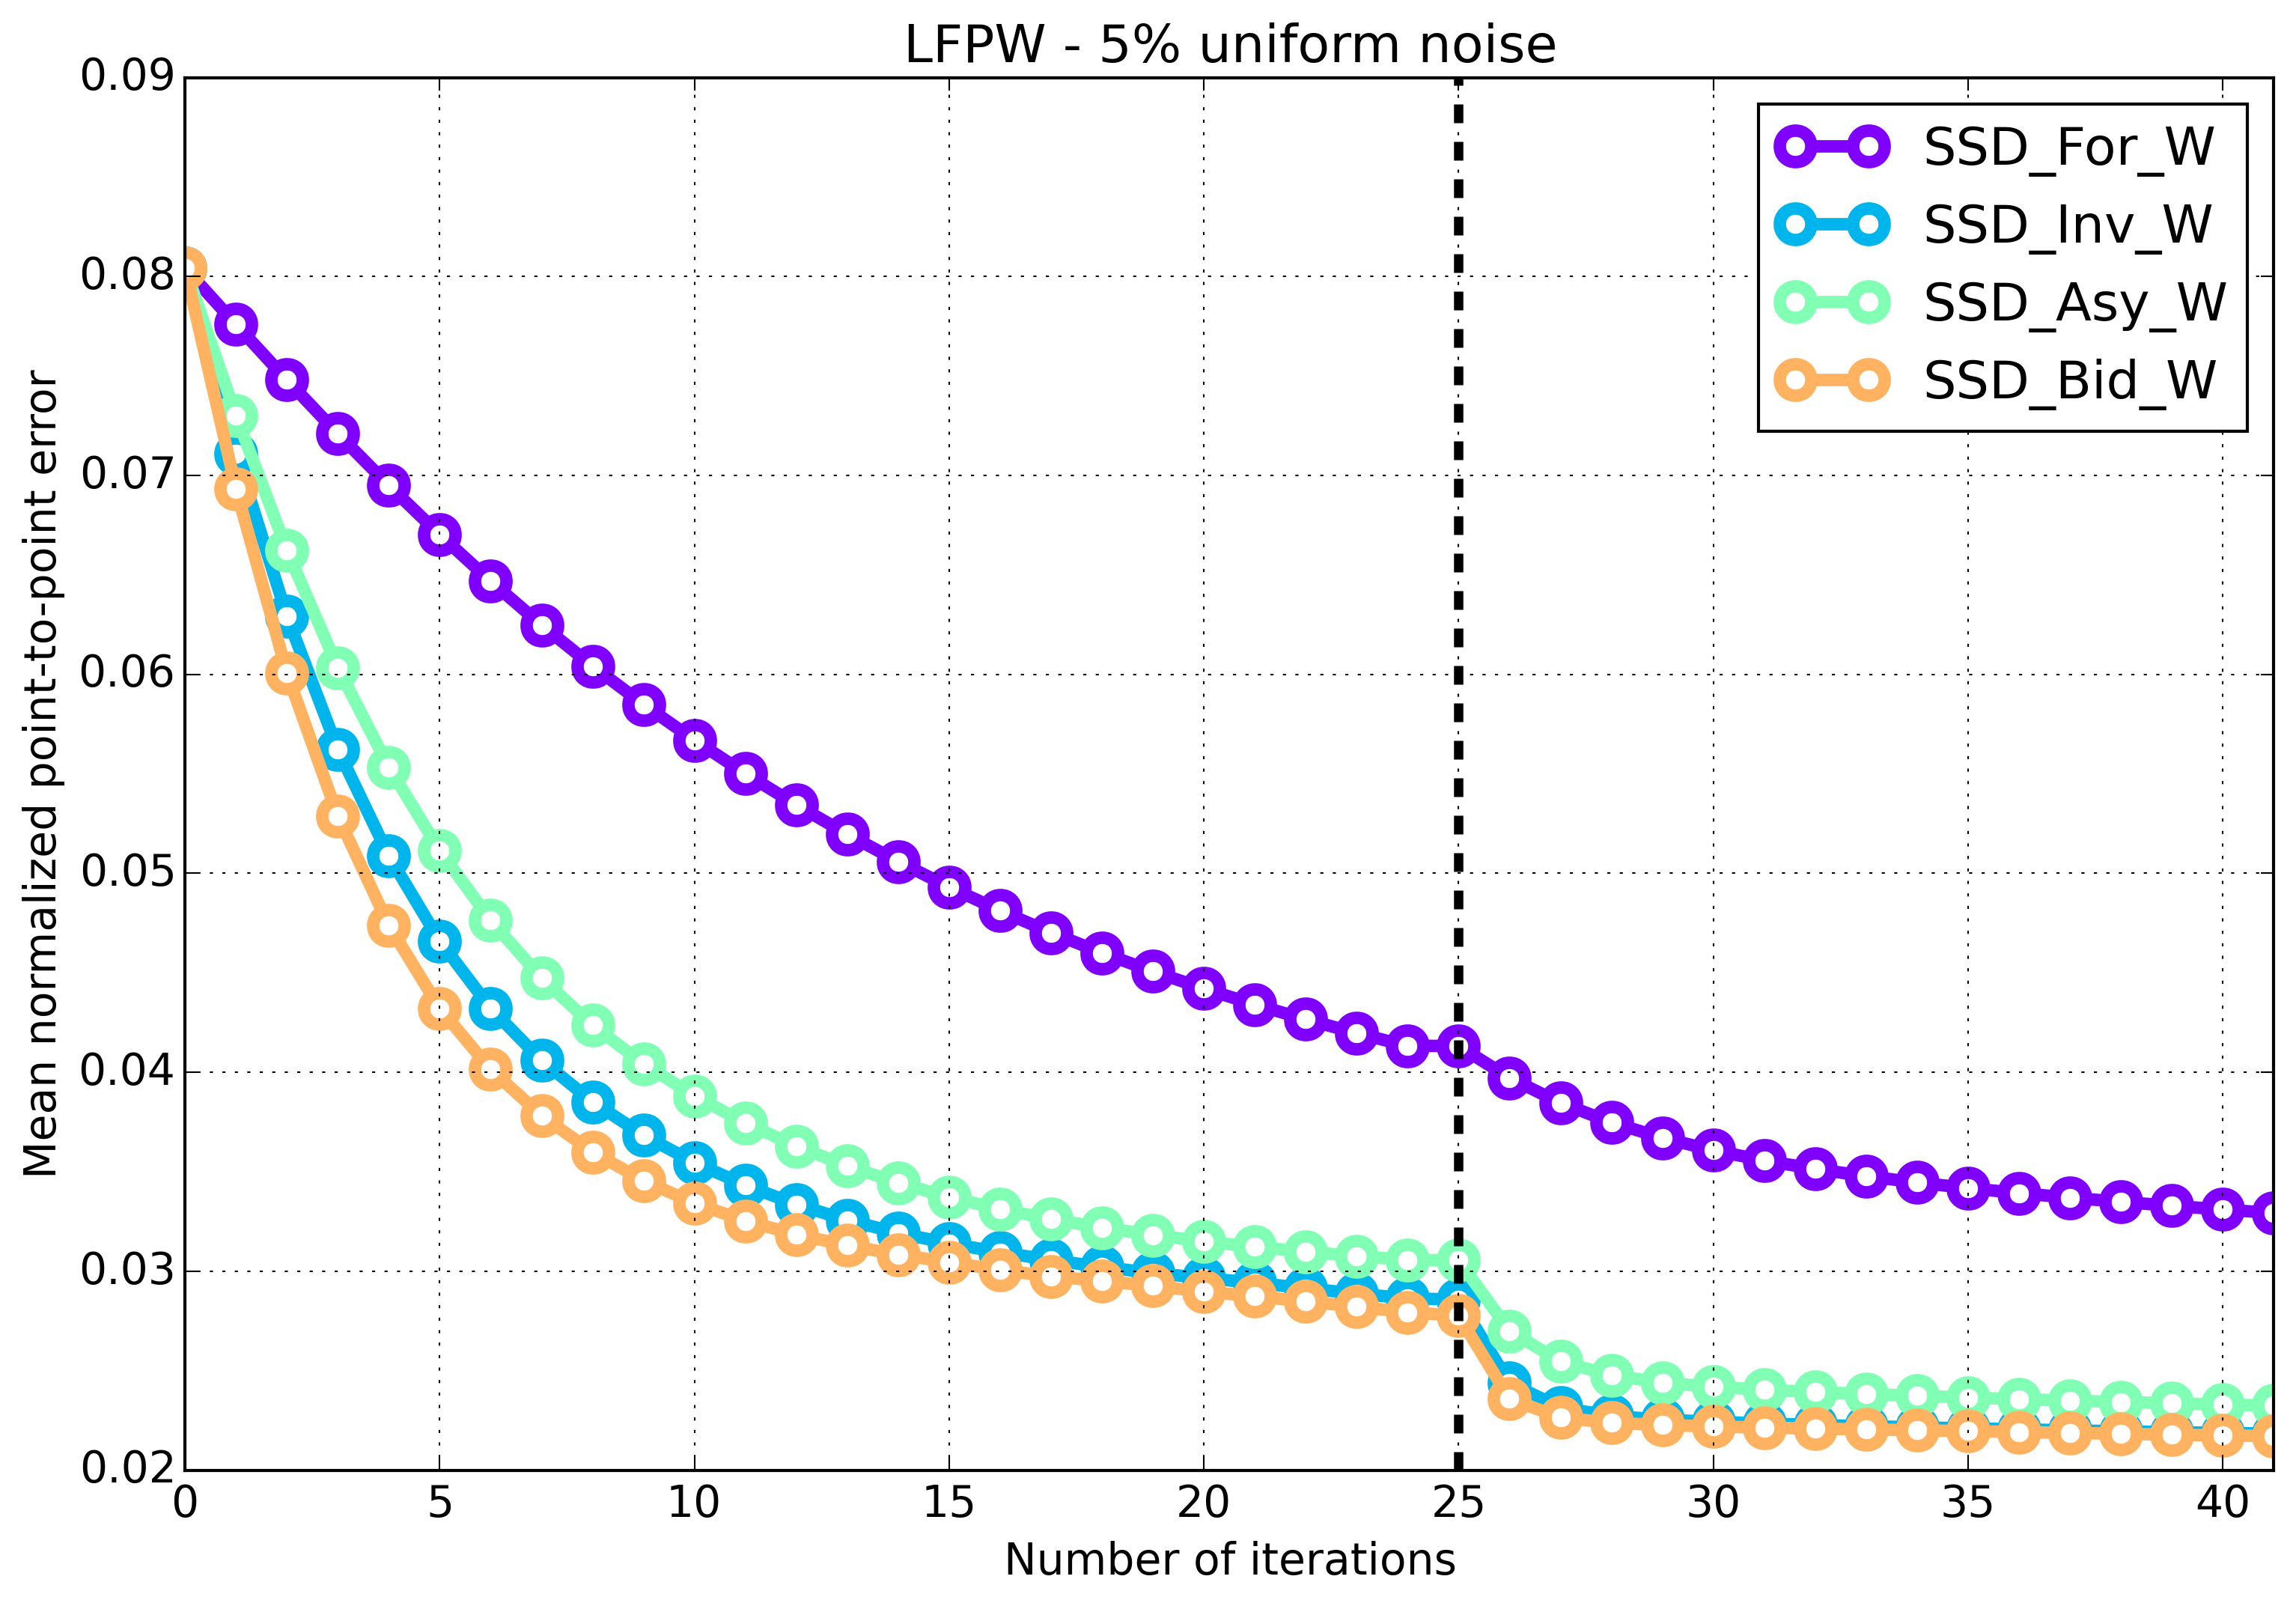 LFPW - 5% uniform noise
Mean normalized point-to-point error
0.09
0.08
0.07
0.06
0.05
0.04
0.03
0.02
SSD_For_W
SSD_Inv_W
SSD_Asy_W
SSD_Bid_W
0 5 10 15 20 25 30 35 40
Number of iterations